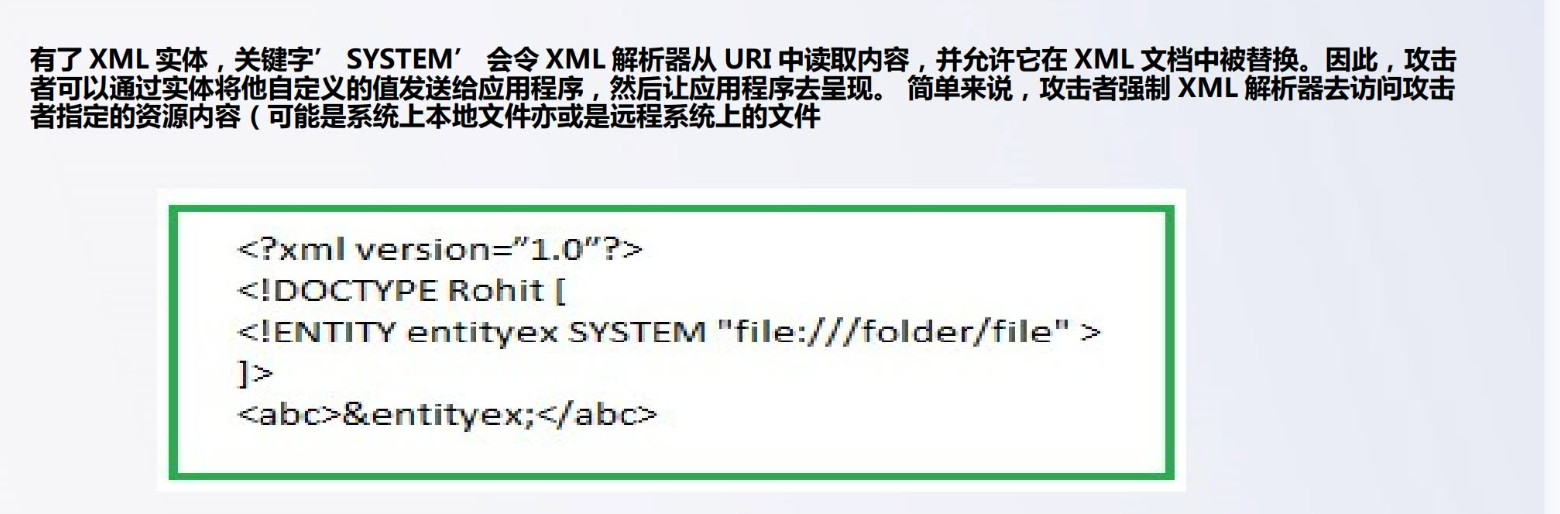 有了 XML 实体，关键字’ SYSTEM’ 会令 XML 解析器从 URI 中读取内容，并允许它在 XML 文档中被替换。因此，攻击
者可以通过实体将他自定义的值发送给应用程序，然后让应用程序去呈现。 简单来说，攻击者强制 XML 解析器去访问攻击
者指定的资源内容（可能是系统上本地文件亦或是远程系统上的文件
<?xml version=”1.0”?>
<!DOCTYPE Rohit [
<!ENTITY entityex SYSTEM "file:///folder/file" >
]>
<abc>&entityex;</abc>